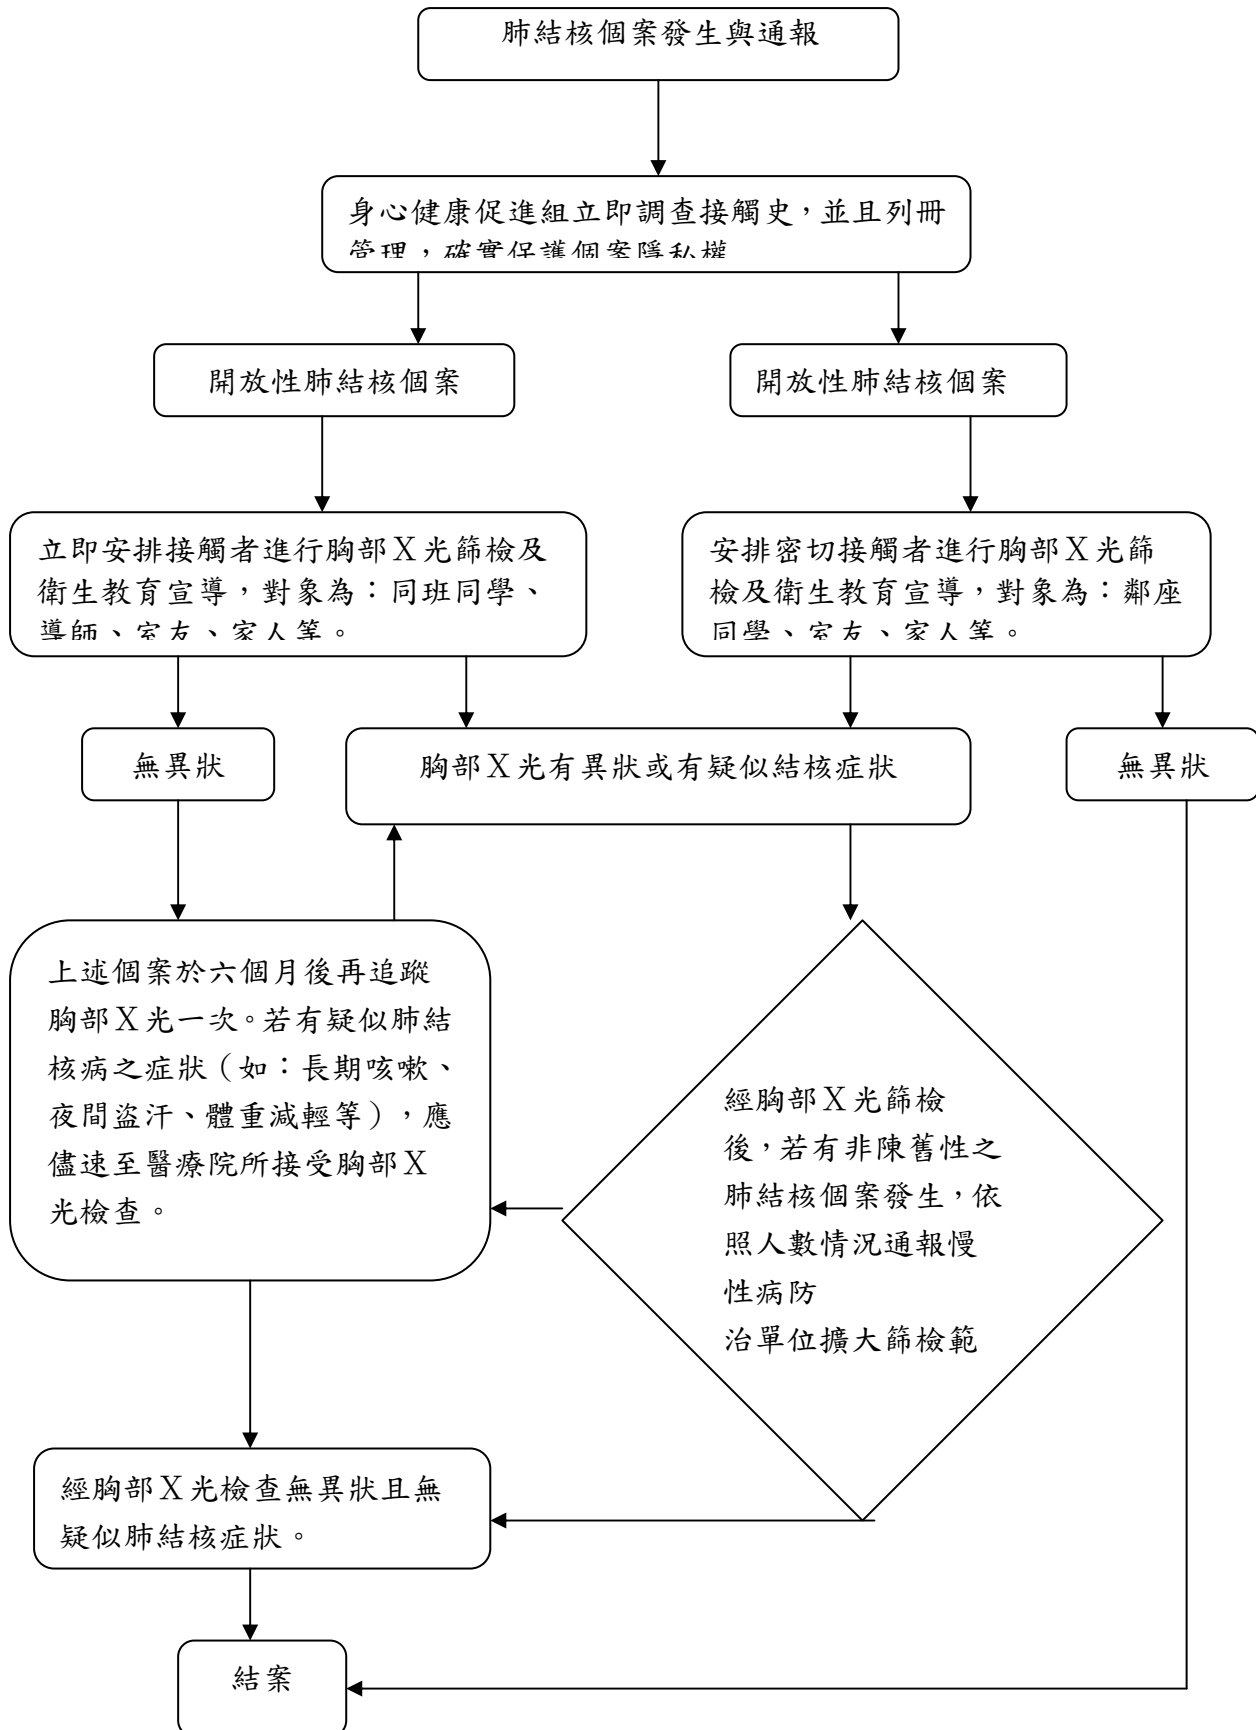 肺結核個案發生與通報
身心健康促進組立即調查接觸史，並且列冊
管理，確實保護個案隱私權
開放性肺結核個案
開放性肺結核個案
立即安排接觸者進行胸部Ｘ光篩檢及
衛生教育宣導，對象為：同班同學、
導師、室友、家人等。
安排密切接觸者進行胸部Ｘ光篩
檢及衛生教育宣導，對象為：鄰座
同學、室友、家人等。
無異狀
胸部Ｘ光有異狀或有疑似結核症狀
無異狀
上述個案於六個月後再追蹤
胸部Ｘ光一次。若有疑似肺結
核病之症狀（如：長期咳嗽、
夜間盜汗、體重減輕等），應
儘速至醫療院所接受胸部Ｘ
光檢查。
經胸部Ｘ光篩檢
後，若有非陳舊性之
肺結核個案發生，依
照人數情況通報慢
性病防
治單位擴大篩檢範
經胸部Ｘ光檢查無異狀且無
疑似肺結核症狀。
結案